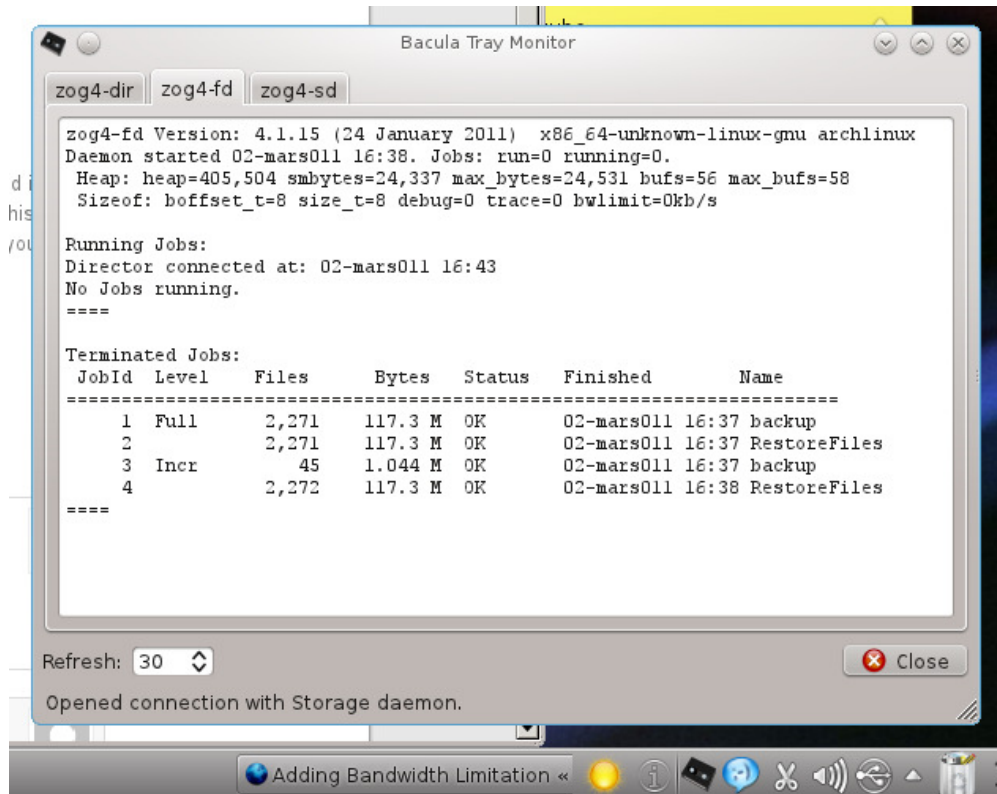 Bacula Tray Monitor
zog4-dir zog4-fd zog4-sd
zog4-fd Version: 4.1.15 (24 January 2011)  x86_64-unknown-linux-gnu archlinux
Daemon started 02-mars011 16:38. Jobs: run=0 running=0.
Heap: heap=405,504 smbytes=24,337 max_bytes=24,531 bufs=56 max_bufs=58
Sizeof: boffset_t=8 size_t=8 debug=0 trace=0 bwlimit=0kb/s
Running Jobs:
Director connected at: 02-mars011 16:43
No Jobs running.
====
Terminated Jobs:
JobId  Level    Files      Bytes   Status   Finished        Name
======================================================================
1  Full    2,271    117.3 M  OK       02-mars011 16:37 backup
2          2,271    117.3 M  OK       02-mars011 16:37 RestoreFiles
3  Incr       45    1.044 M  OK       02-mars011 16:37 backup
4          2,272    117.3 M  OK       02-mars011 16:38 RestoreFiles
====
Refresh: 30
Close
Opened connection with Storage daemon.
Adding Bandwidth Limitation «